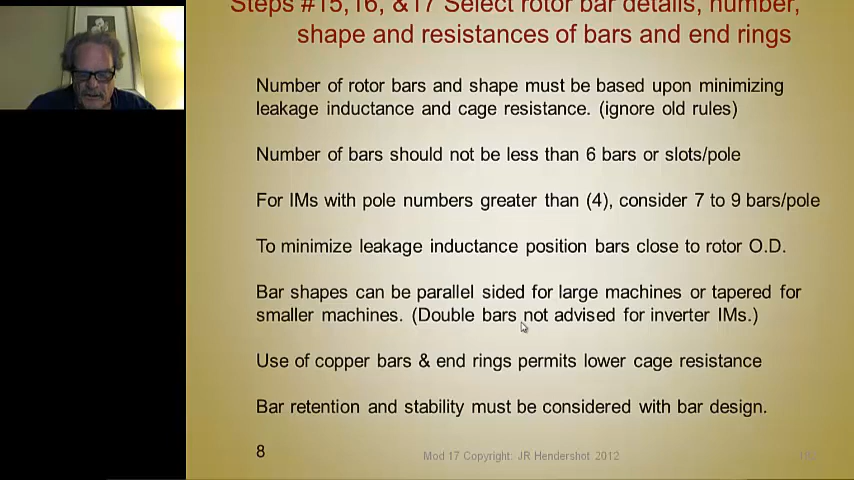 Steps #15,16, &17 Select rotor bar details, number,
shape and resistances of bars and end rings
Number of rotor bars and shape must be based upon minimizing
leakage inductance and cage resistance. (ignore old rules)
Number of bars should not be less than 6 bars or slots/pole
For IMs with pole numbers greater than (4), consider 7 to 9 bars/pole
To minimize leakage inductance position bars close to rotor O.D.
Bar shapes can be parallel sided for large machines or tapered for
smaller machines. (Double bars not advised for inverter IMs.)
Use of copper bars & end rings permits lower cage resistance
Bar retention and stability must be considered with bar design.
8
Mod 17 Copyright: JR Hendershot 2012